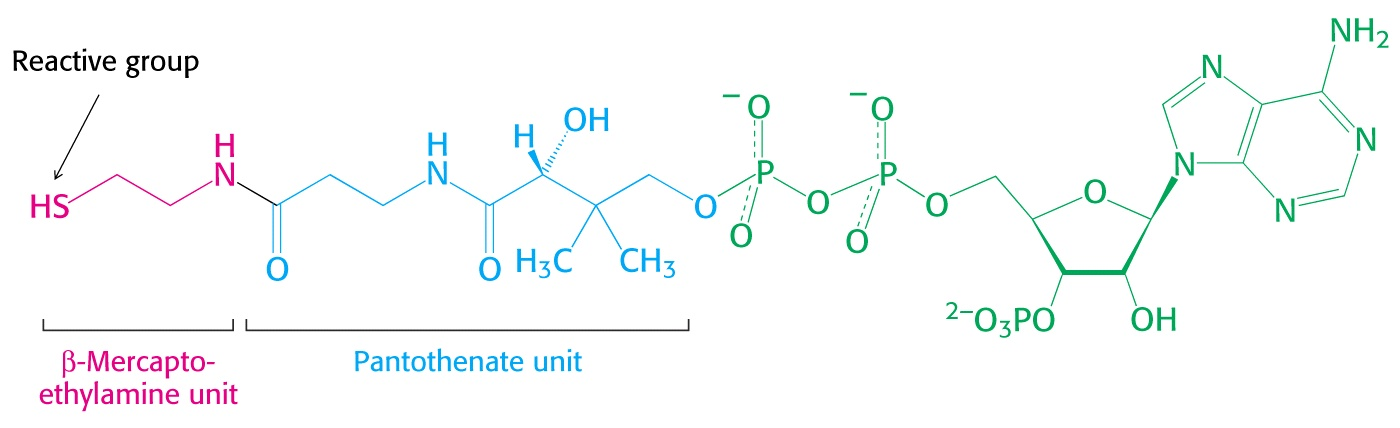 Reactive group
HS
H
N
O
H
N
O
H
OH
H₃C
CH₃
O
⁻O
P
O
O
⁻O
P
O
O
O
²⁻O₃PO
OH
N
N
NH₂
N
N
β-Mercapto-
ethylamine unit
Pantothenate unit